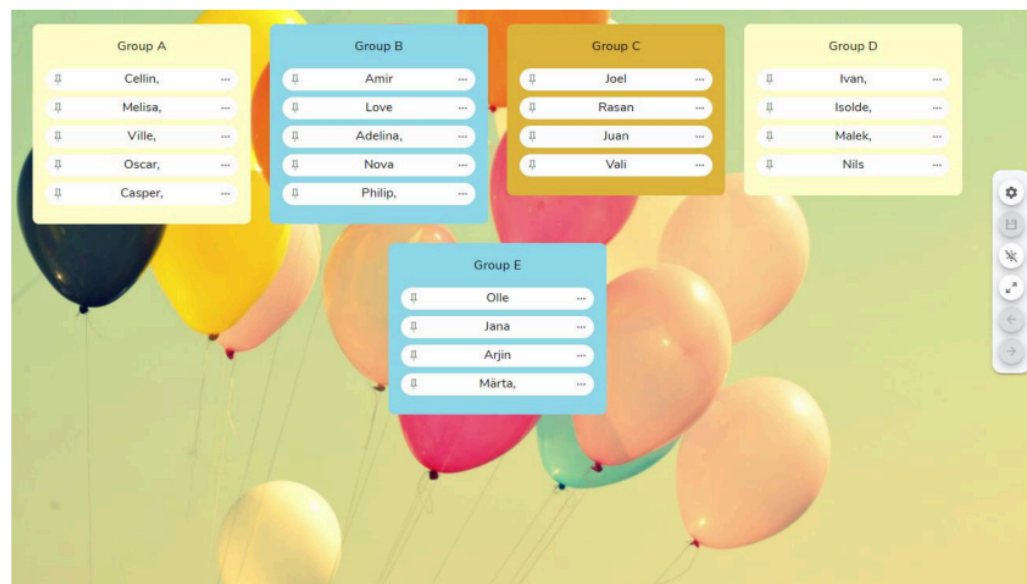 Group A
Cellin,
Melisa,
Ville,
Oscar,
Casper,
Group B
Amir
Love
Adelina,
Nova
Philip,
Group C
Joel
Rasan
Juan
Vali
Group D
Ivan,
Isolde,
Malek,
Nils
Group E
Olle
Jana
Arjin
Märta,